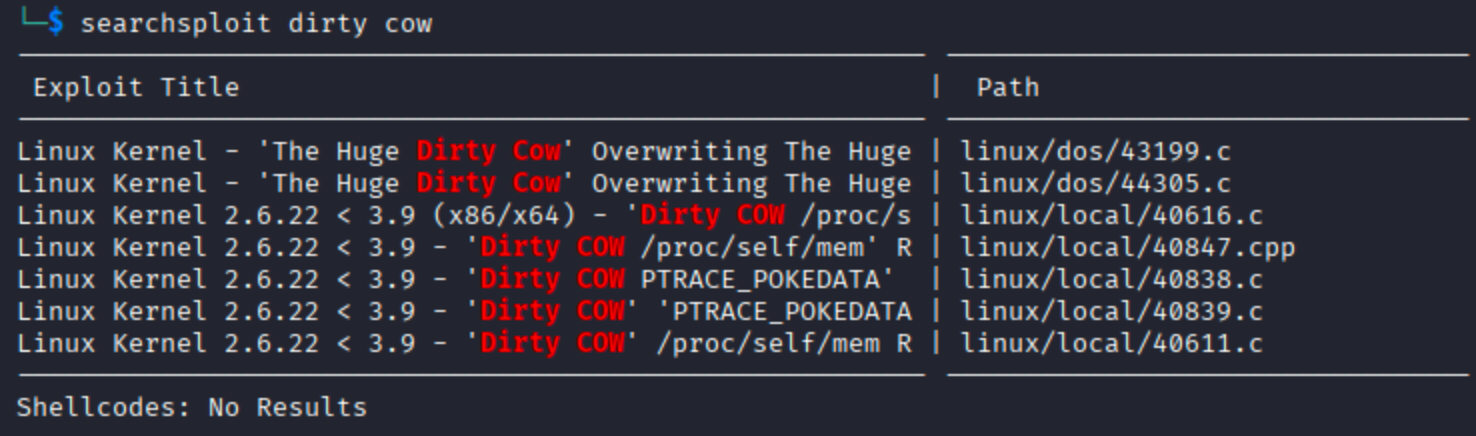 └─$ searchsploit dirty cow
Exploit Title | Path
Linux Kernel - 'The Huge Dirty Cow' Overwriting The Huge | linux/dos/43199.c
Linux Kernel - 'The Huge Dirty Cow' Overwriting The Huge | linux/dos/44305.c
Linux Kernel 2.6.22 < 3.9 (x86/x64) - 'Dirty COW /proc/s | linux/local/40616.c
Linux Kernel 2.6.22 < 3.9 - 'Dirty COW /proc/self/mem' R | linux/local/40847.cpp
Linux Kernel 2.6.22 < 3.9 - 'Dirty COW PTRACE_POKEDATA' | linux/local/40838.c
Linux Kernel 2.6.22 < 3.9 - 'Dirty COW' 'PTRACE_POKEDATA | linux/local/40839.c
Linux Kernel 2.6.22 < 3.9 - 'Dirty COW' /proc/self/mem R | linux/local/40611.c
Shellcodes: No Results